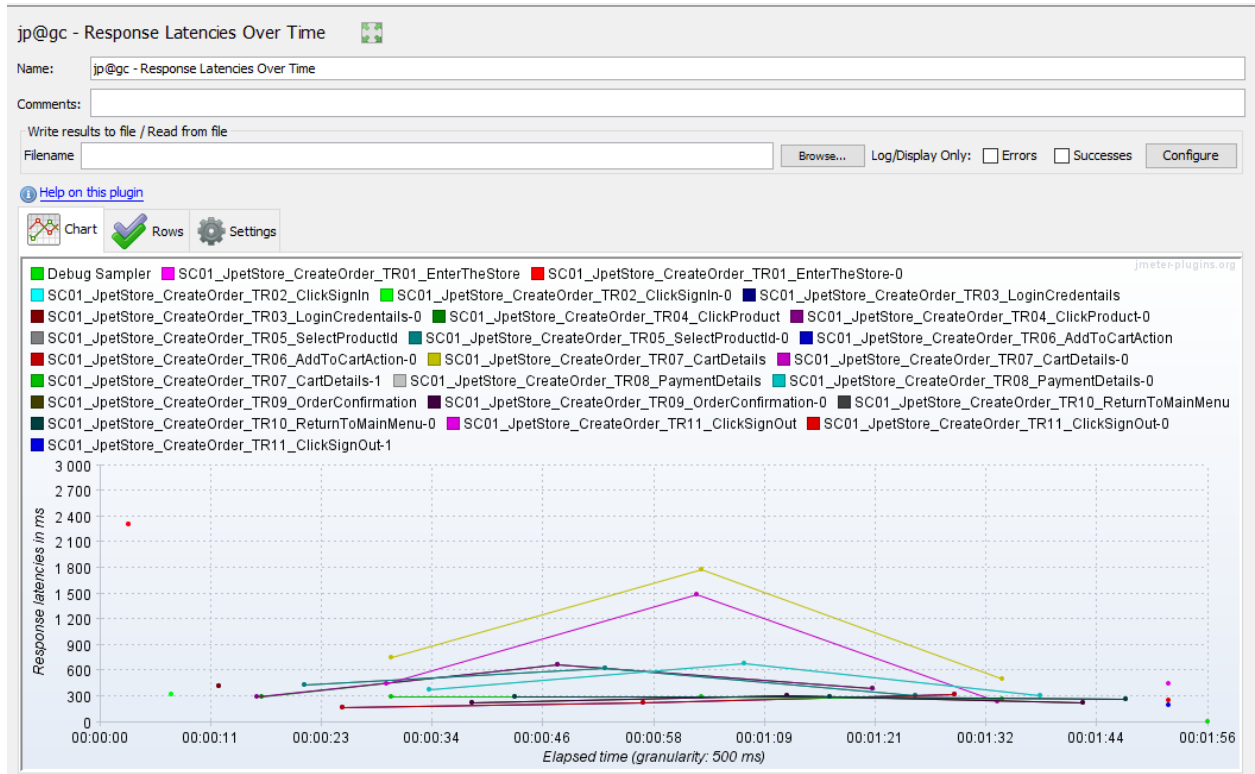 jp@gc - Response Latencies Over Time
Name: jp@gc - Response Latencies Over Time
Comments:
Write results to file / Read from file
Filename Browse... Log/Display Only: Errors Successes Configure
Help on this plugin
Chart Rows Settings
jmeter-plugins.org
Debug Sampler SC01_JpetStore_CreateOrder_TR01_EnterTheStore SC01_JpetStore_CreateOrder_TR01_EnterTheStore-0
SC01_JpetStore_CreateOrder_TR02_ClickSignIn SC01_JpetStore_CreateOrder_TR02_ClickSignIn-0 SC01_JpetStore_CreateOrder_TR03_LoginCredentails
SC01_JpetStore_CreateOrder_TR03_LoginCredentails-0 SC01_JpetStore_CreateOrder_TR04_ClickProduct SC01_JpetStore_CreateOrder_TR04_ClickProduct-0
SC01_JpetStore_CreateOrder_TR05_SelectProductId SC01_JpetStore_CreateOrder_TR05_SelectProductId-0 SC01_JpetStore_CreateOrder_TR06_AddToCartAction
SC01_JpetStore_CreateOrder_TR06_AddToCartAction-0 SC01_JpetStore_CreateOrder_TR07_CartDetails SC01_JpetStore_CreateOrder_TR07_CartDetails-0
SC01_JpetStore_CreateOrder_TR07_CartDetails-1 SC01_JpetStore_CreateOrder_TR08_PaymentDetails SC01_JpetStore_CreateOrder_TR08_PaymentDetails-0
SC01_JpetStore_CreateOrder_TR09_OrderConfirmation SC01_JpetStore_CreateOrder_TR09_OrderConfirmation-0 SC01_JpetStore_CreateOrder_TR10_ReturnToMainMenu
SC01_JpetStore_CreateOrder_TR10_ReturnToMainMenu-0 SC01_JpetStore_CreateOrder_TR11_ClickSignOut SC01_JpetStore_CreateOrder_TR11_ClickSignOut-0
SC01_JpetStore_CreateOrder_TR11_ClickSignOut-1
3 000
2 700
2 400
2 100
1 800
1 500
1 200
900
600
300
0
Response latencies in ms
00:00:00 00:00:11 00:00:23 00:00:34 00:00:46 00:00:58 00:01:09 00:01:21 00:01:32 00:01:44 00:01:56
Elapsed time (granularity: 500 ms)